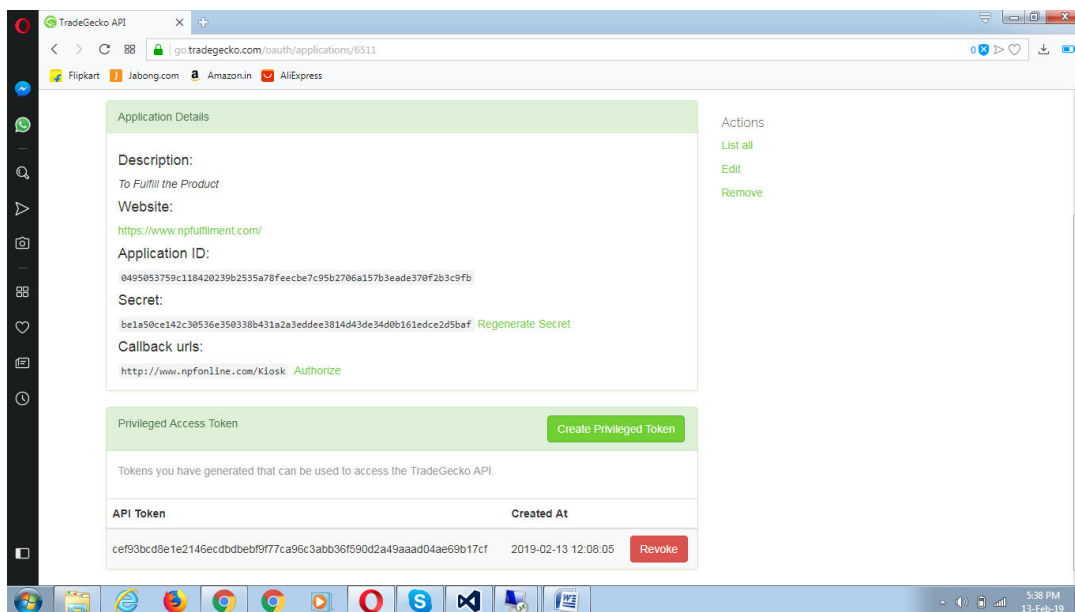 TradeGecko API
go.tradegecko.com/oauth/applications/6511
0
Flipkart Jabong.com Amazon.in AliExpress
Application Details
Description:
To Fulfill the Product
Website:
https://www.npfulfilment.com/
Application ID:
0495053759c118420239b2535a78feecbe7c95b2706a157b3eade370f2b3c9fb
Secret:
be1a50ce142c30536e350338b431a2a3eddee3814d43de34d0b161edce2d5baf Regenerate Secret
Callback urls:
http://www.npfonline.com/Kiosk Authorize
Actions
List all
Edit
Remove
Privileged Access Token
Create Privileged Token
Tokens you have generated that can be used to access the TradeGecko API.
API Token Created At
cef93bcd8e1e2146ecdbdbebf9f77ca96c3abb36f590d2a49aaad04ae69b17cf 2019-02-13 12:08:05 Revoke
5:38 PM
13-Feb-19